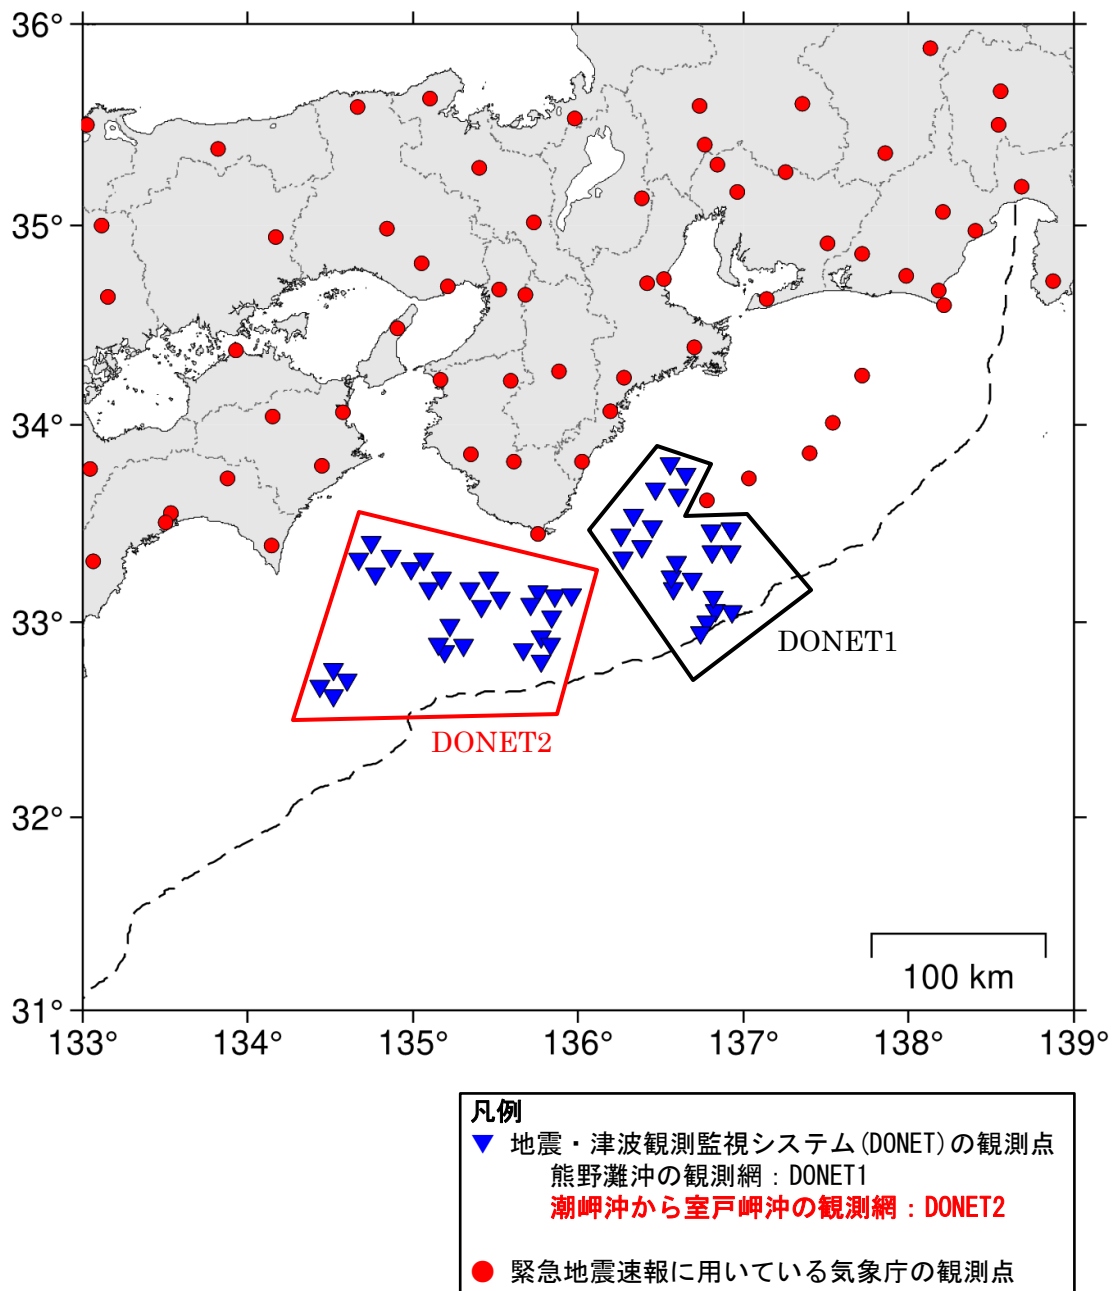 36°
35°
34°
33°
32°
31°
133°
134°
135°
136°
137°
138°
139°
DONET1
DONET2
100 km
凡例
地震・津波観測監視システム(DONET)の観測点
熊野灘沖の観測網：DONET1
潮岬沖から室戸岬沖の観測網：DONET2
緊急地震速報に用いている気象庁の観測点